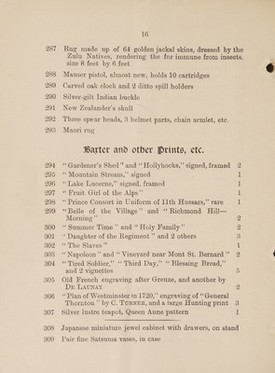 16
287 Rug made up of 64 golden jackal skins, dressed by the
Zulu Natives, rendering the fur immune from insects,
size 8 feet by 6 feet
288 Mauser pistol, almost new, holds 10 cartridges
289 Carved oak clock and 2 ditto spill holders
290 Silver-gilt Indian buckle
291 New Zealander's skull
292 Three spear heads, 3 helmet parts, chain armlet, etc.
293 Maori rug
Baxter and other Prints, etc.
294 "Gardener's Shed" and "Hollyhocks," signed, framed 2
295 "Mountain Stream," signed 1
296 "Lake Lucerne," signed, framed 1
297 "Fruit Girl of the Alps" 1
298 "Prince Consort in Uniform of 11th Hussars," rare 1
299 "Belle of the Village" and "Richmond Hill—
Morning" 2
300 "Summer Time" and "Holy Family" 2
301 "Daughter of the Regiment" and 2 others 3
302 "The Slaves" 1
303 "Napoleon" and "Vineyard near Mont St. Bernard" 2
304 "Tired Soldier," "Third Day," "Blessing Bread,"
and 2 vignettes 5
305 Old French engraving after Greuze, and another by
DE LAUNAY 2
306 "Plan of Westminster in 1720," engraving of "General
Thornton" by C. TURNER, and a large Hunting print 3
307 Silver lustre teapot, Queen Anne pattern 1
308 Japanese miniature jewel cabinet with drawers, on stand
309 Pair fine Satsuma vases, in case